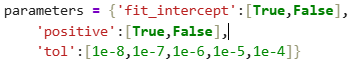 parameters = {'fit_intercept':[True,False],
'positive':[True,False],
'tol':[1e-8,1e-7,1e-6,1e-5,1e-4]}